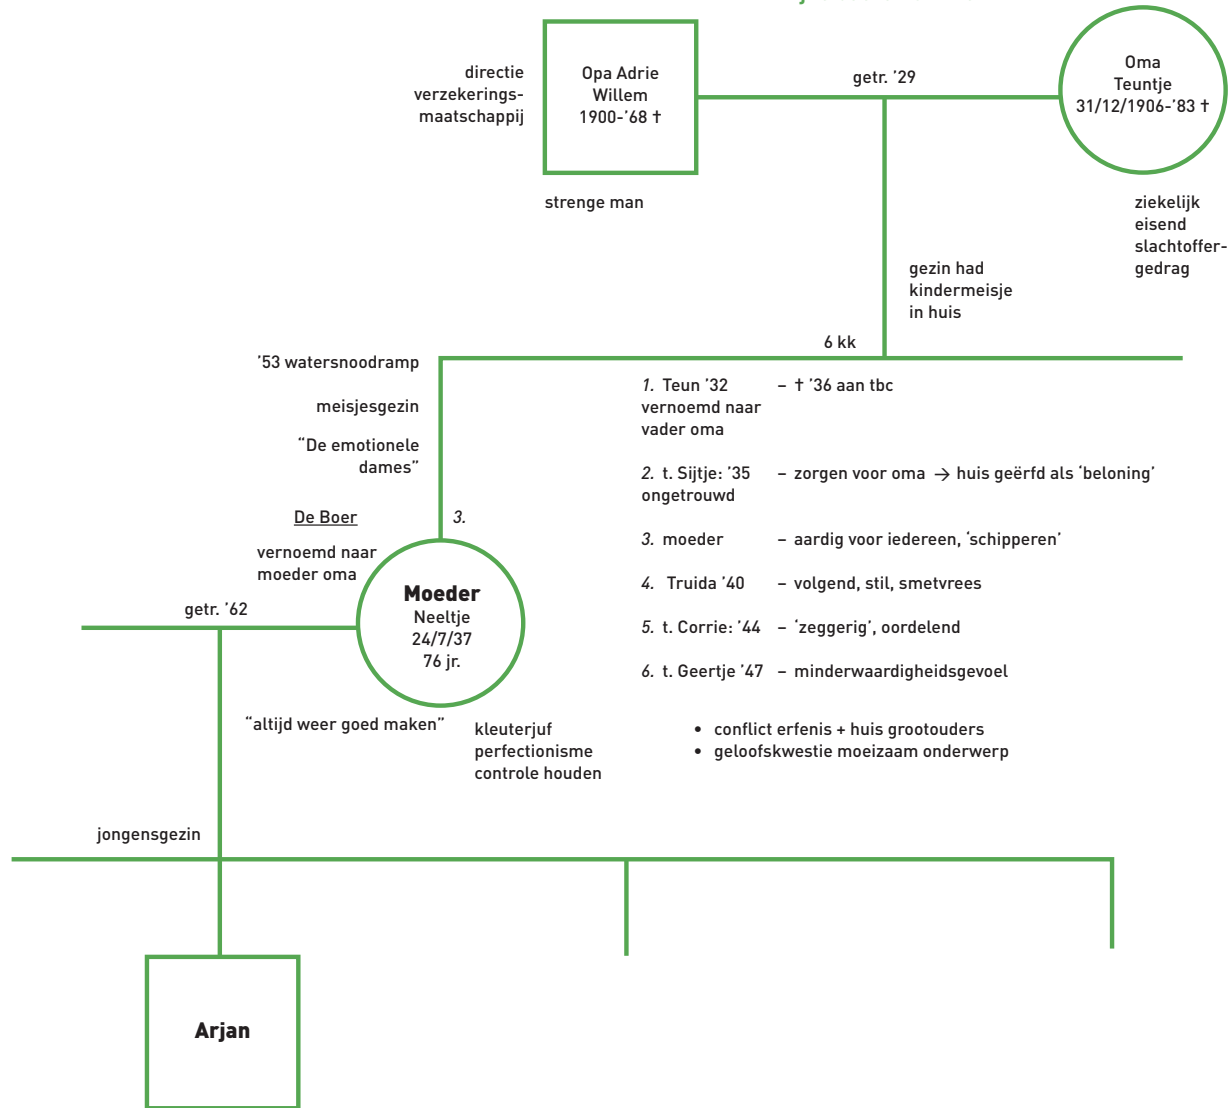 directie
verzekerings-
maatschappij
Opa Adrie
Willem
1900-’68 †
getr. ’29
Oma
Teuntje
31/12/1906-’83 †
strenge man
ziekelijk
eisend
slachtoffer-
gedrag
gezin had
kindermeisje
in huis
6 kk
’53 watersnoodramp
meisjesgezin
“De emotionele
dames”
De Boer
3.
vernoemd naar
moeder oma
getr. ’62
Moeder
Neeltje
24/7/37
76 jr.
“altijd weer goed maken”
kleuterjuf
perfectionisme
controle houden
1. Teun ’32 – † ’36 aan tbc
vernoemd naar
vader oma
2. t. Sijtje: ’35 – zorgen voor oma → huis geërfd als ‘beloning’
ongetrouwd
3. moeder – aardig voor iedereen, ‘schipperen’
4. Truida ’40 – volgend, stil, smetvrees
5. t. Corrie: ’44 – ‘zeggerig’, oordelend
6. t. Geertje ’47 – minderwaardigheidsgevoel
• conflict erfenis + huis grootouders
• geloofskwestie moeizaam onderwerp
jongensgezin
Arjan